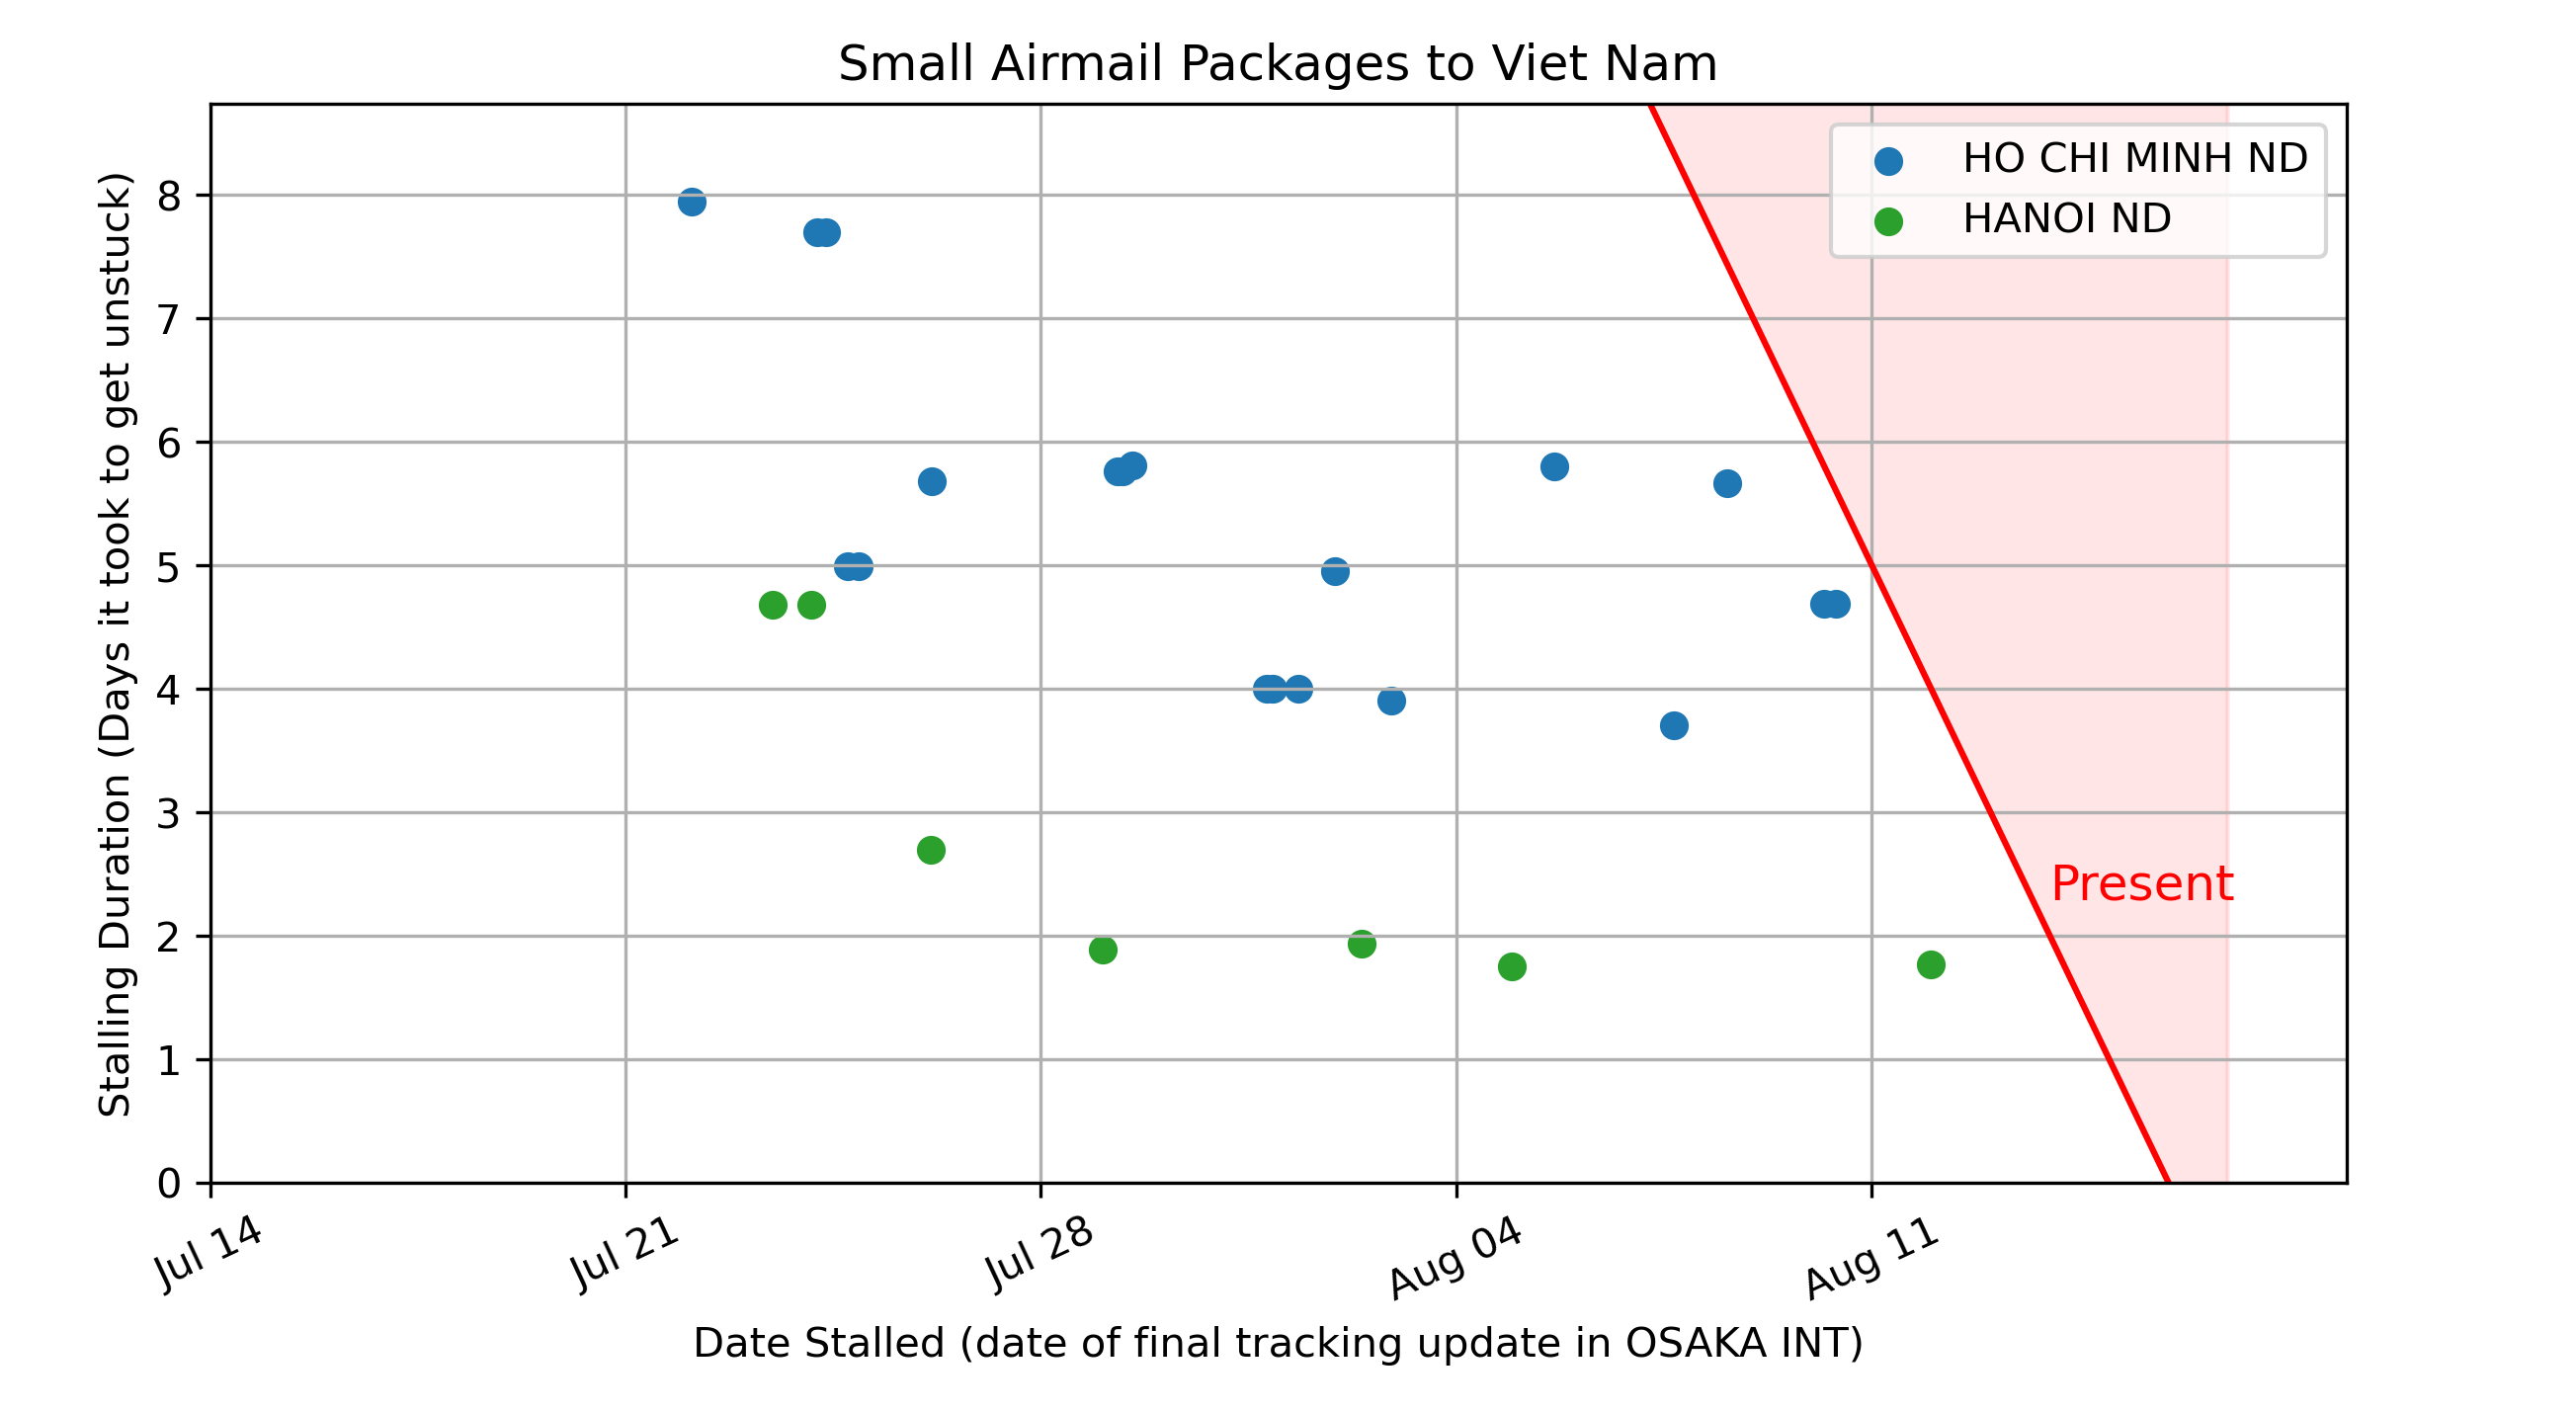 Small Airmail Packages to Viet Nam
Stalling Duration (Days it took to get unstuck)
8
7
6
5
4
3
2
1
0
HO CHI MINH ND
HANOI ND
Present
Jul 14
Jul 21
Jul 28
Aug 04
Aug 11
Date Stalled (date of final tracking update in OSAKA INT)